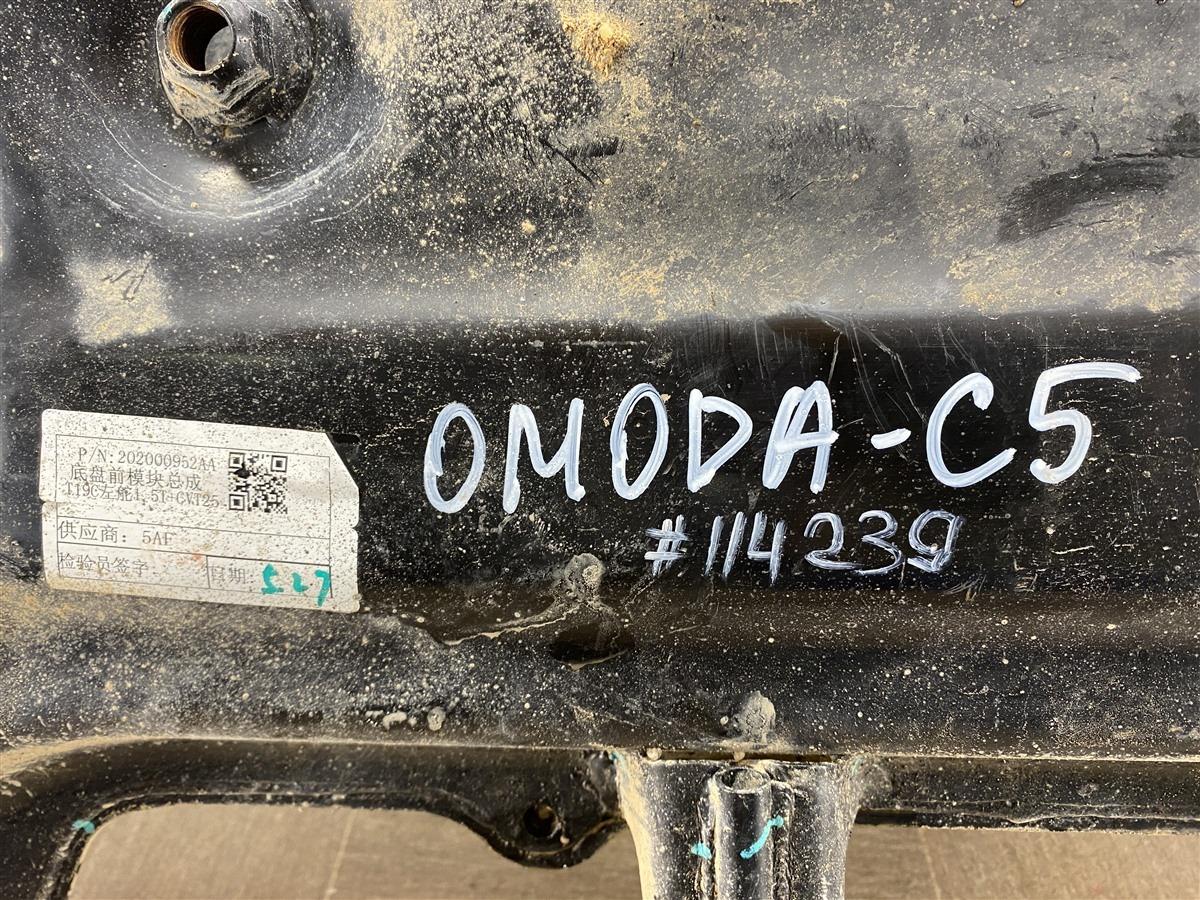 P/N:202000952AA
底盘前模块总成
T19C左舵1.5T+CVT25
供应商：5AF
检验员签字
日期：527
OMODA-C5
#114239